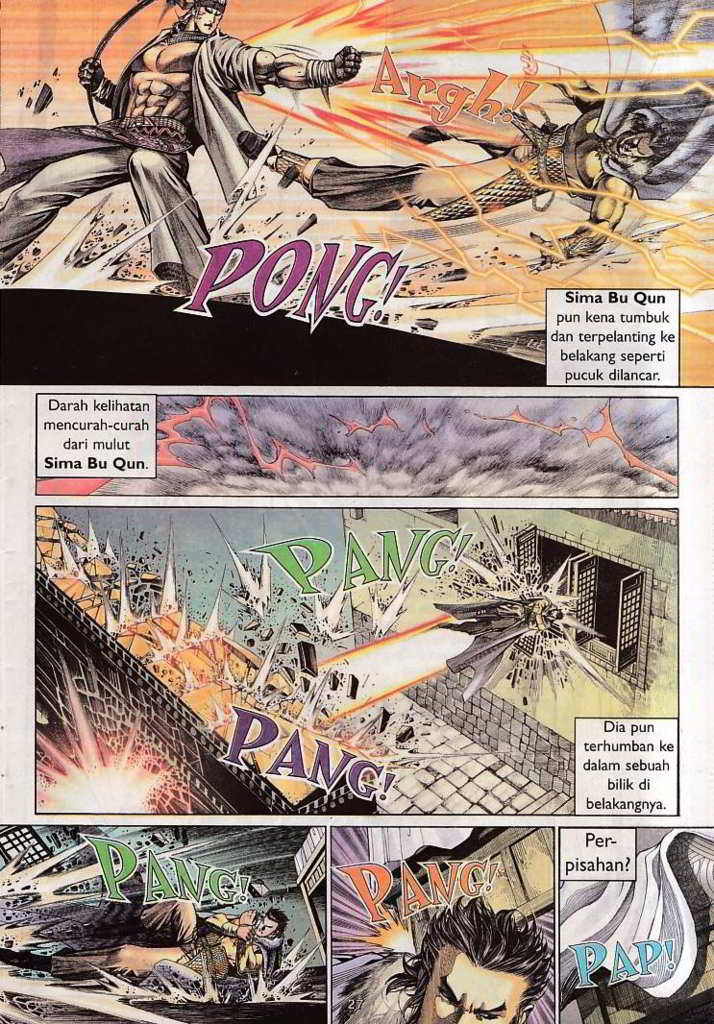 Argh!
PONG!
Sima Bu Qun
pun kena tumbuk
dan terpelanting ke
belakang seperti
pucuk dilancar.
Darah kelihatan
mencurah-curah
dari mulut
Sima Bu Qun.
PANG!
PANG!
Dia pun
terhumban ke
dalam sebuah
bilik di
belakangnya.
PANG!
PANG!
Per-
pisahan?
PAP!
27